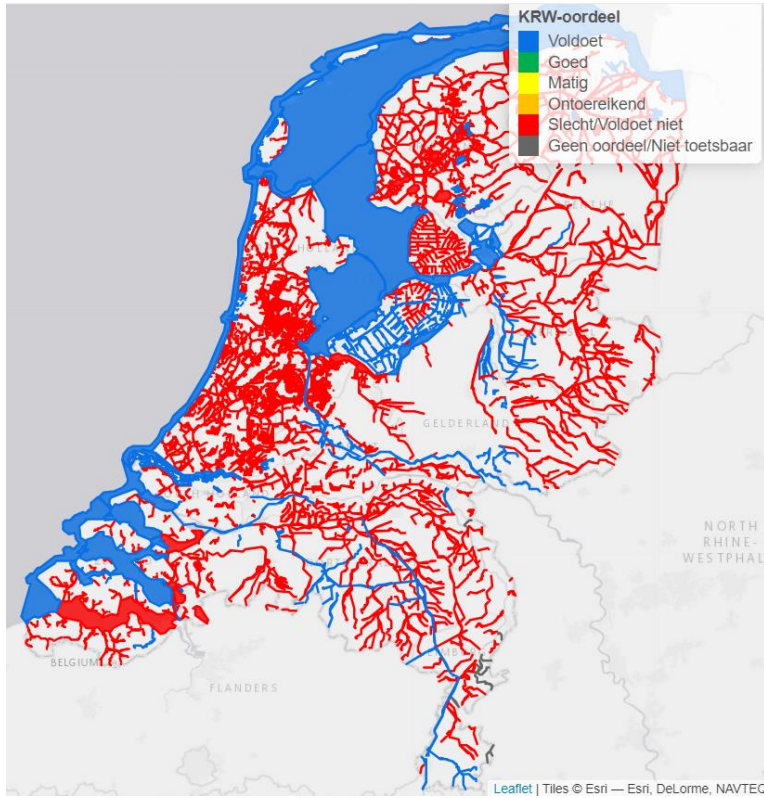 KRW-oordeel
Voldoet
Goed
Matig
Ontoereikend
Slecht/Voldoet niet
Geen oordeel/Niet toetsbaar
GELDERLAND
NORTH
RHINE-
WESTPHAL
BELGIUM
FLANDERS
Leaflet | Tiles © Esri — Esri, DeLorme, NAVTEQ